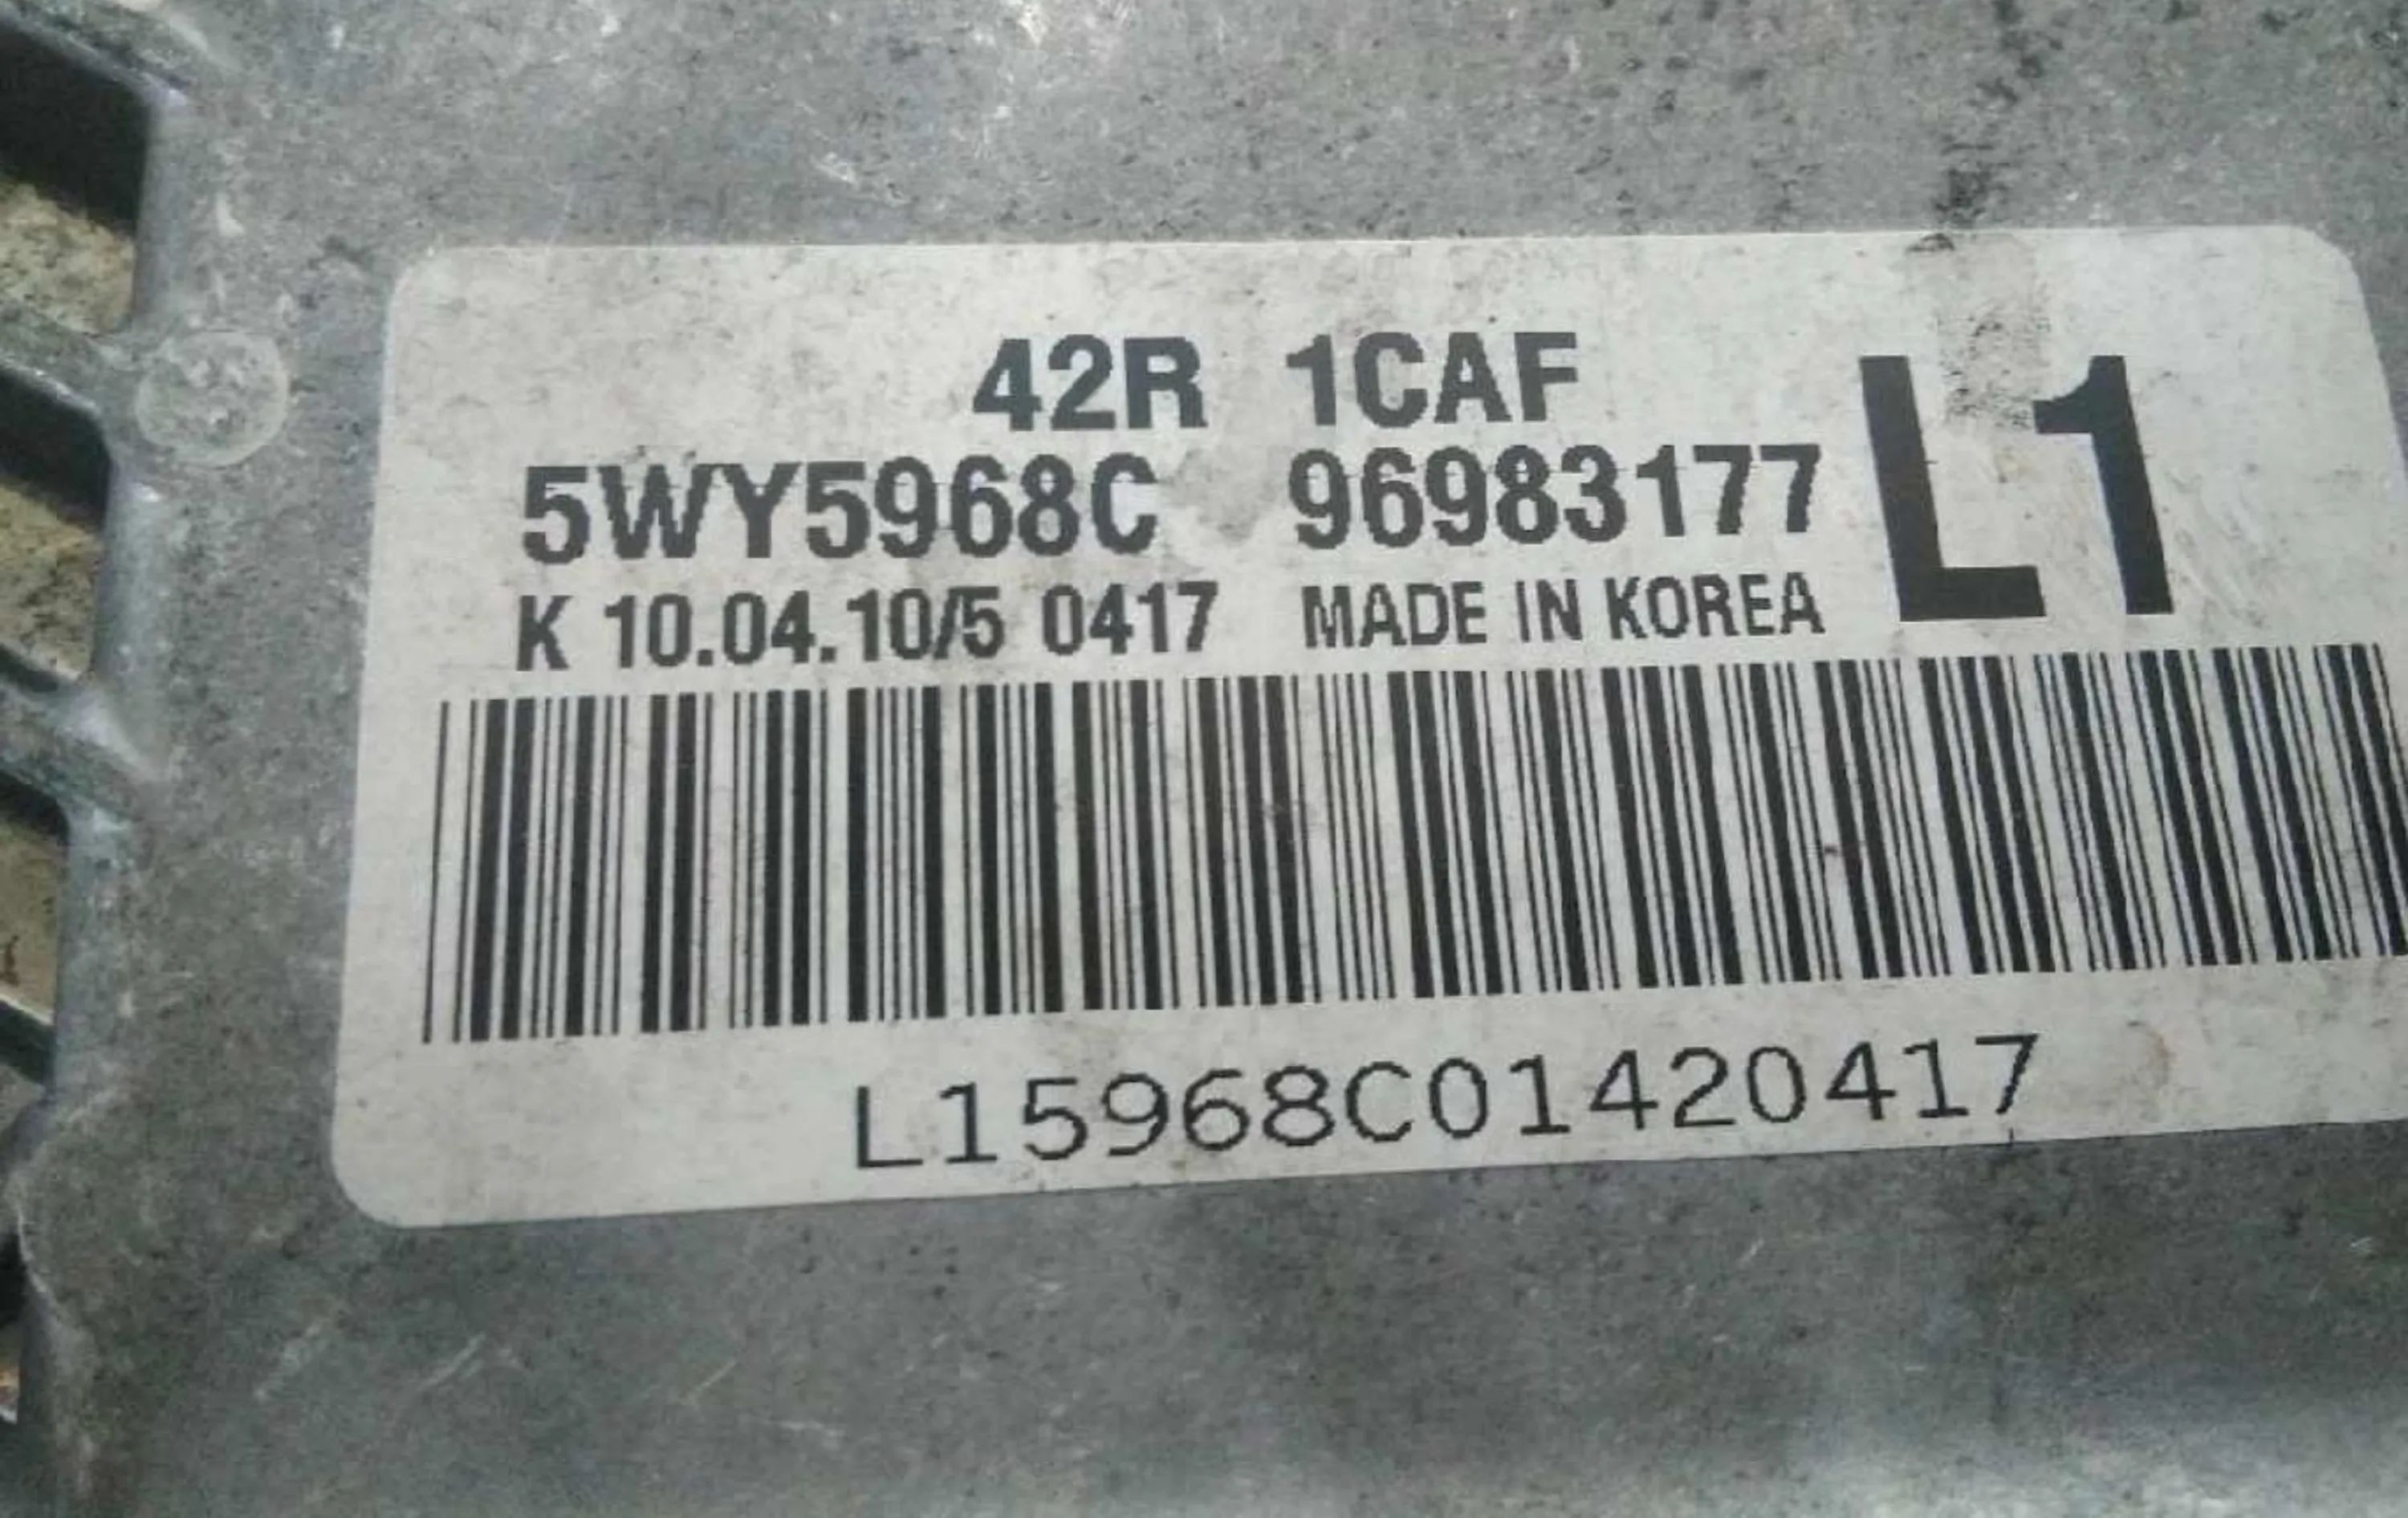 42R 1CAF
5WY5968C 96983177 L1
K 10.04.10/5 0417 MADE IN KOREA
L15968C01420417